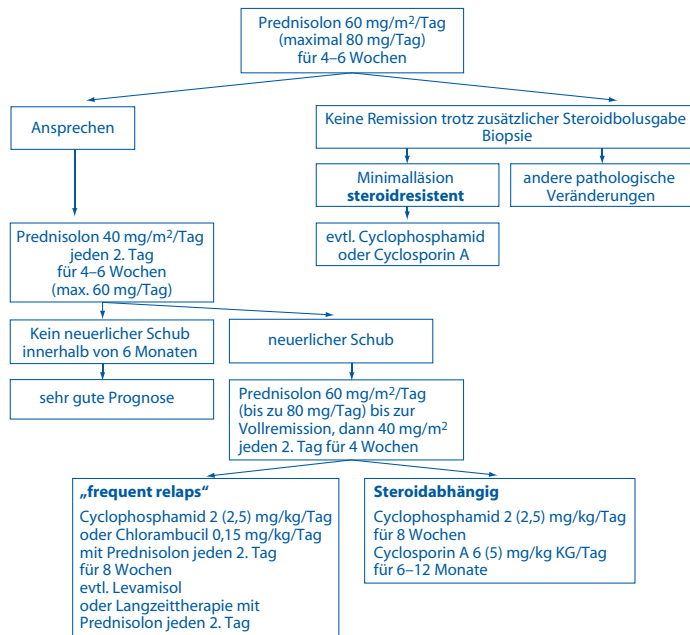 Prednisolon 60 mg/m²/Tag
(maximal 80 mg/Tag)
für 4–6 Wochen
Ansprechen
Keine Remission trotz zusätzlicher Steroidbolusgabe
Biopsie
Minimalläsion
steroidresistent
andere pathologische
Veränderungen
evtl. Cyclophosphamid
oder Cyclosporin A
Prednisolon 40 mg/m²/Tag
jeden 2. Tag
für 4–6 Wochen
(max. 60 mg/Tag)
Kein neuerlicher Schub
innerhalb von 6 Monaten
neuerlicher Schub
sehr gute Prognose
Prednisolon 60 mg/m²/Tag
(bis zu 80 mg/Tag) bis zur
Vollremission, dann 40 mg/m²
jeden 2. Tag für 4 Wochen
„frequent relaps“
Cyclophosphamid 2 (2,5) mg/kg/Tag
oder Chlorambucil 0,15 mg/kg/Tag
mit Prednisolon jeden 2. Tag
für 8 Wochen
evtl. Levamisol
oder Langzeittherapie mit
Prednisolon jeden 2. Tag
Steroidabhängig
Cyclophosphamid 2 (2,5) mg/kg/Tag
für 8 Wochen
Cyclosporin A 6 (5) mg/kg KG/Tag
für 6–12 Monate